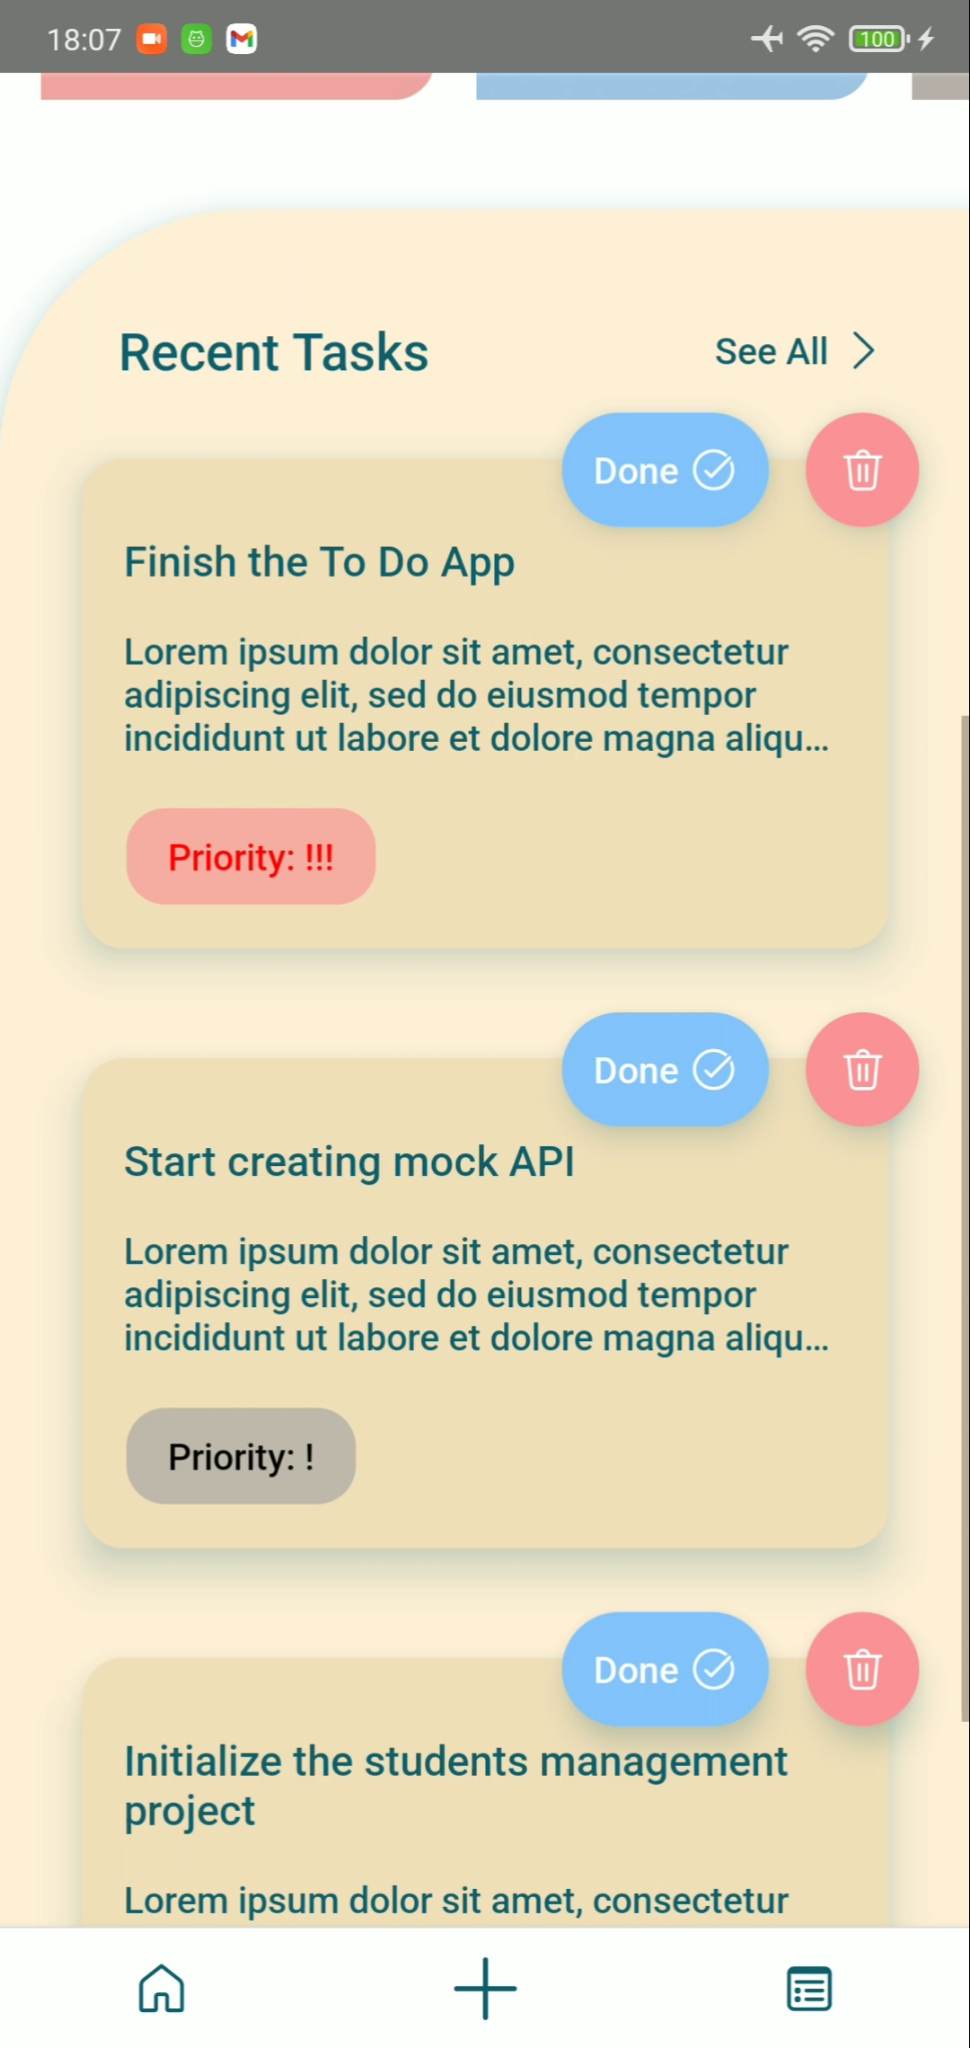 18:07
100
Recent Tasks
See All
Done
Finish the To Do App
Lorem ipsum dolor sit amet, consectetur
adipiscing elit, sed do eiusmod tempor
incididunt ut labore et dolore magna aliqu...
Priority: !!!
Done
Start creating mock API
Lorem ipsum dolor sit amet, consectetur
adipiscing elit, sed do eiusmod tempor
incididunt ut labore et dolore magna aliqu...
Priority: !
Done
Initialize the students management
project
Lorem ipsum dolor sit amet, consectetur